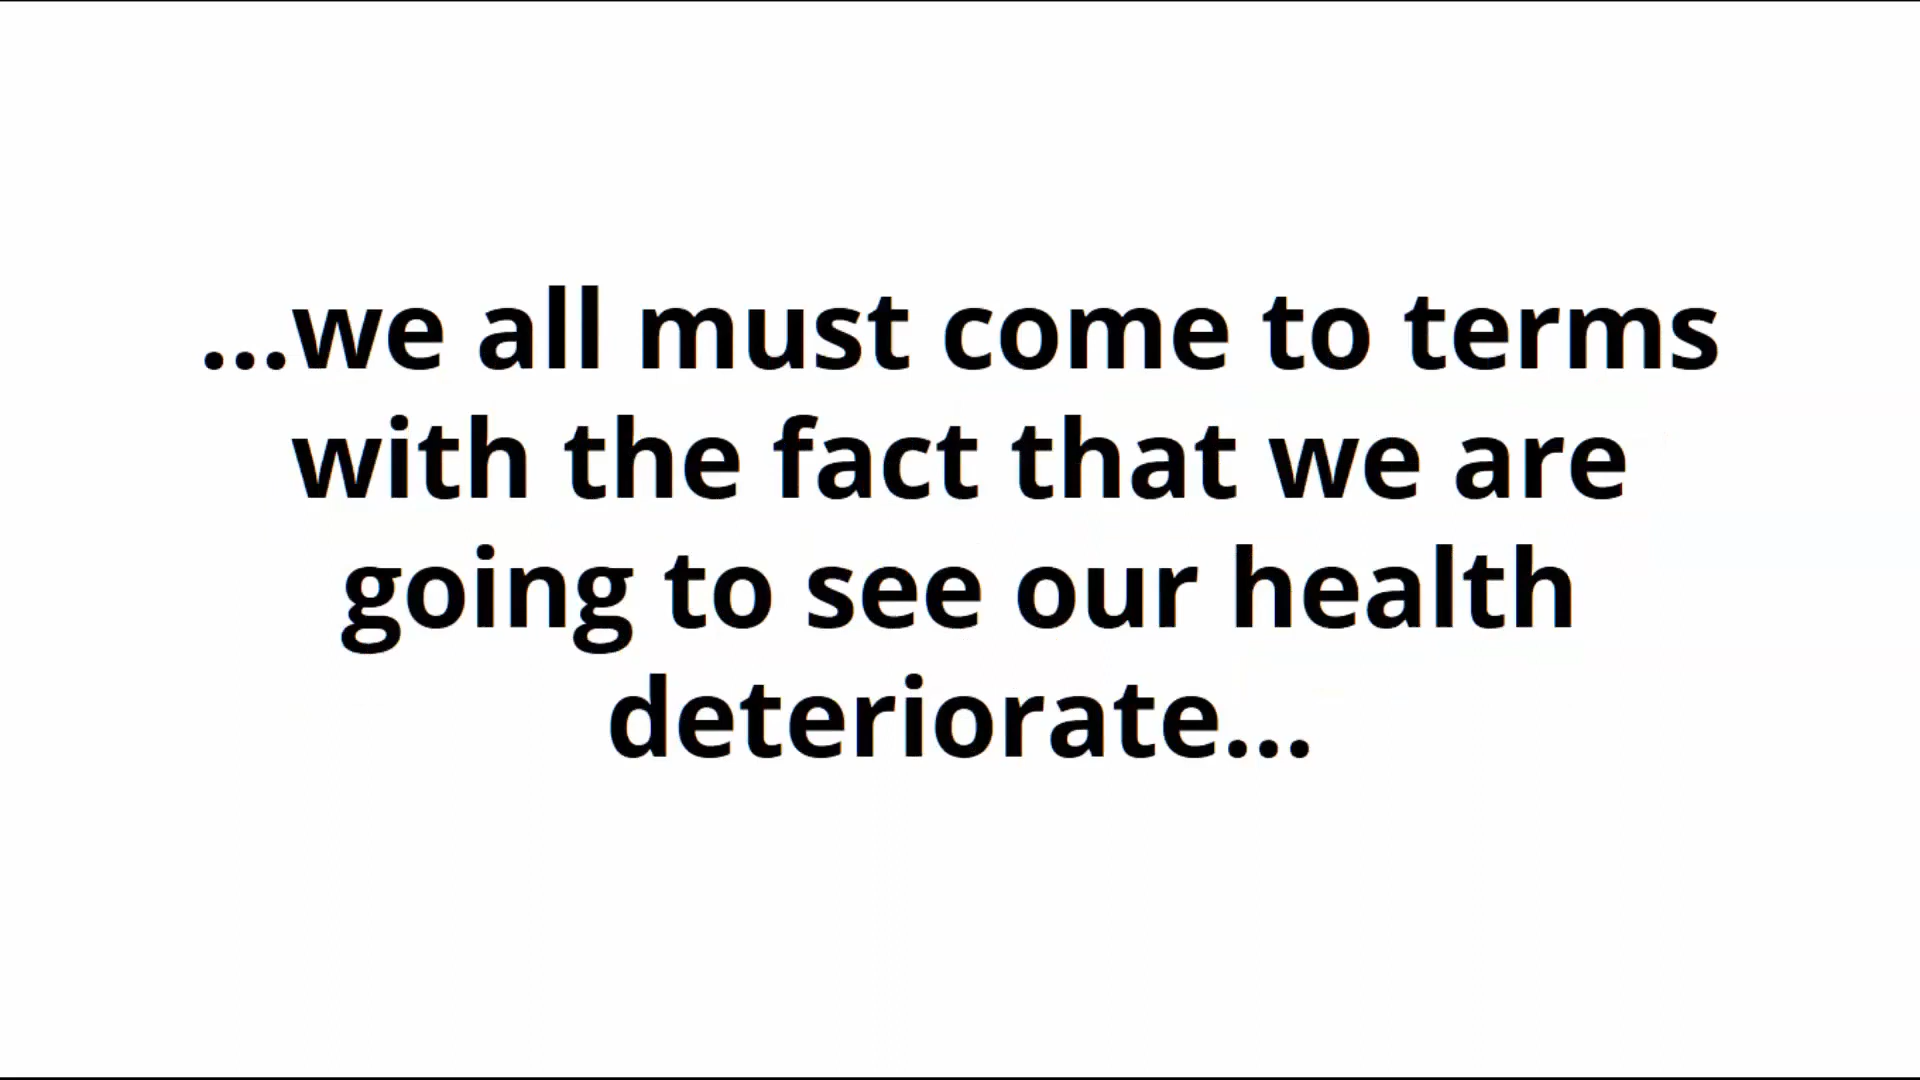 ...we all must come to terms
with the fact that we are
going to see our health
deteriorate...